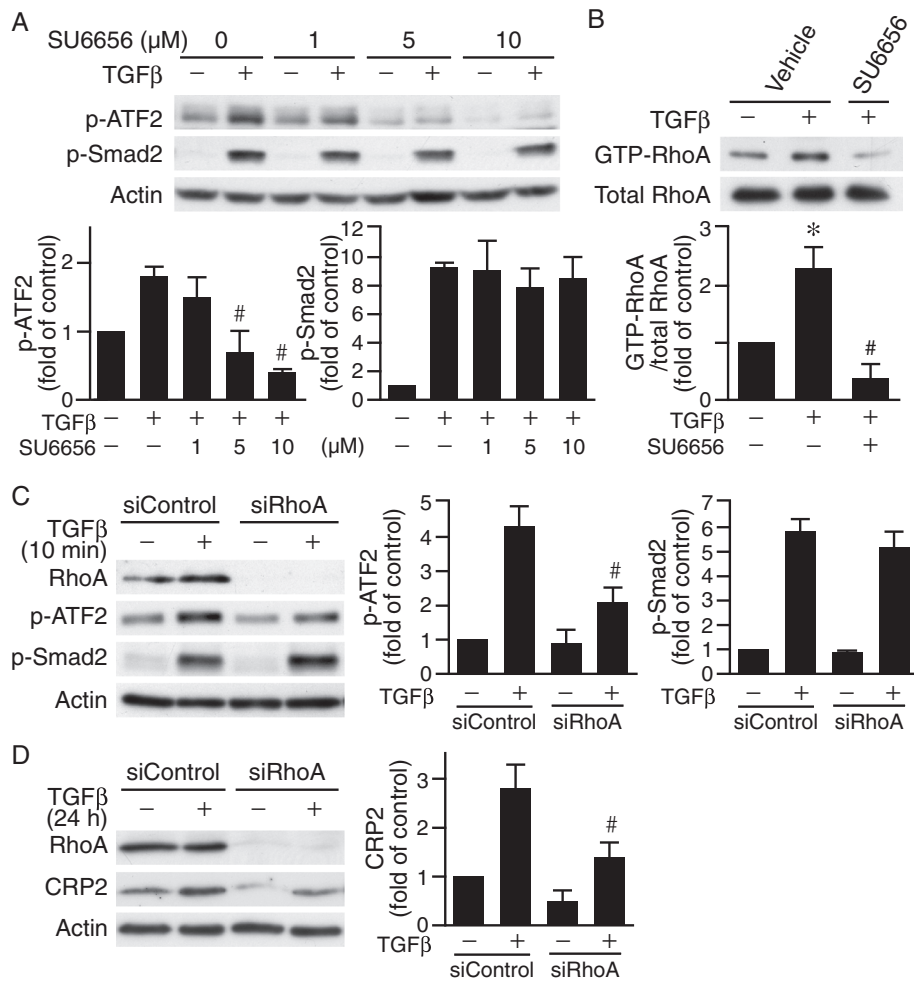 A
SU6656 (μM) 0 1 5 10
TGFβ – + – + – + – +
p-ATF2
p-Smad2
Actin
p-ATF2
(fold of control)
2
1
0
TGFβ – + + + +
SU6656 – – 1 5 10 (μM)
# #
p-Smad2
(fold of control)
12
10
8
6
4
2
0
– + + + +
– – 1 5 10
B
Vehicle SU6656
TGFβ – + +
GTP-RhoA
Total RhoA
GTP-RhoA
/total RhoA
(fold of control)
3
2
1
0
* #
TGFβ – + +
SU6656 – – +
C
siControl siRhoA
TGFβ
(10 min) – + – +
RhoA
p-ATF2
p-Smad2
Actin
p-ATF2
(fold of control)
5
4
3
2
1
0
#
TGFβ – + – +
siControl siRhoA
p-Smad2
(fold of control)
7
6
5
4
3
2
1
0
TGFβ – + – +
siControl siRhoA
D
siControl siRhoA
TGFβ
(24 h) – + – +
RhoA
CRP2
Actin
CRP2
(fold of control)
3
2
1
0
#
TGFβ – + – +
siControl siRhoA